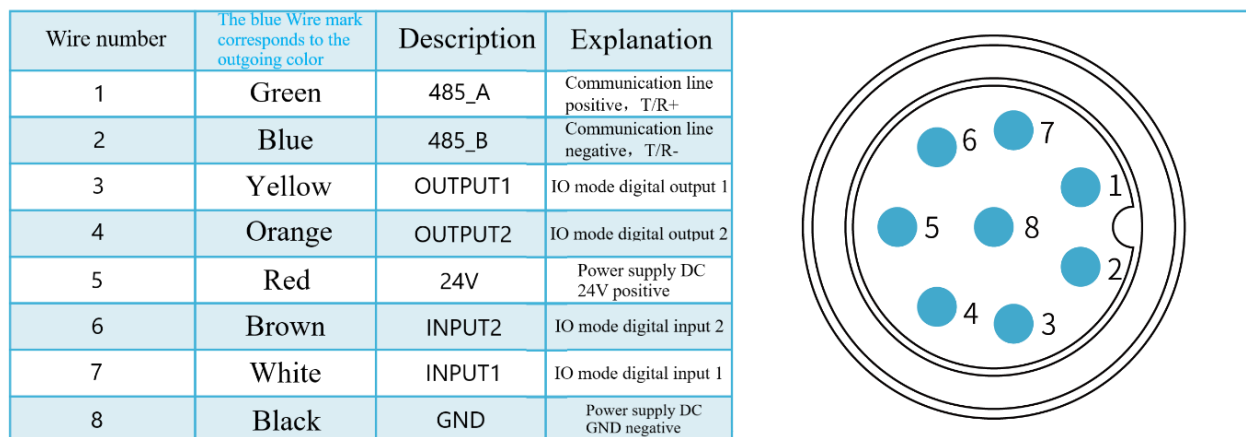 Wire number
The blue Wire mark
corresponds to the
outgoing color
Description
Explanation
1
Green
485_A
Communication line
positive，T/R+
2
Blue
485_B
Communication line
negative，T/R-
3
Yellow
OUTPUT1
IO mode digital output 1
4
Orange
OUTPUT2
IO mode digital output 2
5
Red
24V
Power supply DC
24V positive
6
Brown
INPUT2
IO mode digital input 2
7
White
INPUT1
IO mode digital input 1
8
Black
GND
Power supply DC
GND negative
6
7
1
5
8
2
4
3